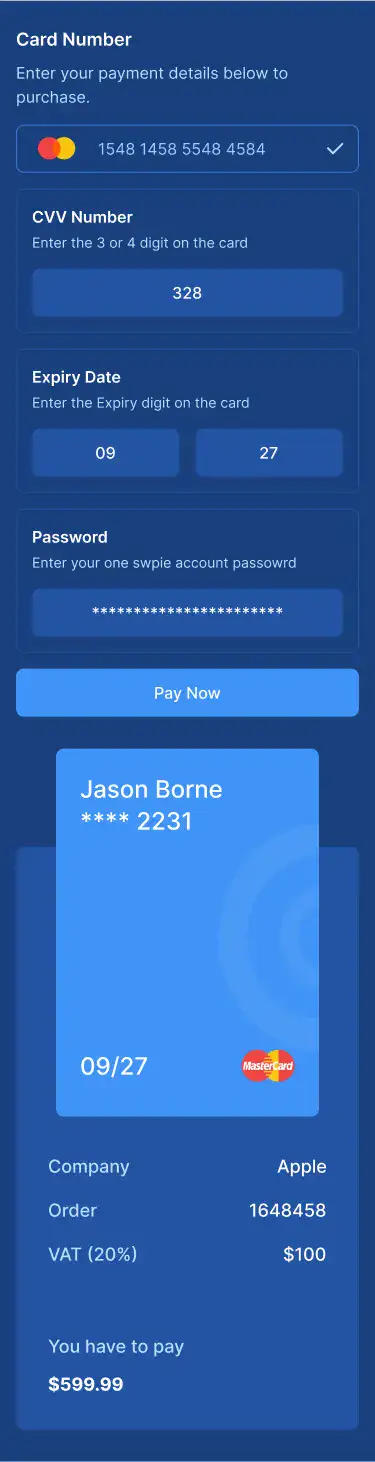 Card Number
Enter your payment details below to
purchase.
1548 1458 5548 4584
CVV Number
Enter the 3 or 4 digit on the card
328
Expiry Date
Enter the Expiry digit on the card
09 27
Password
Enter your one swpie account passowrd
***********************
Pay Now
Jason Borne
**** 2231
09/27 MasterCard
Company Apple
Order 1648458
VAT (20%) $100
You have to pay
$599.99